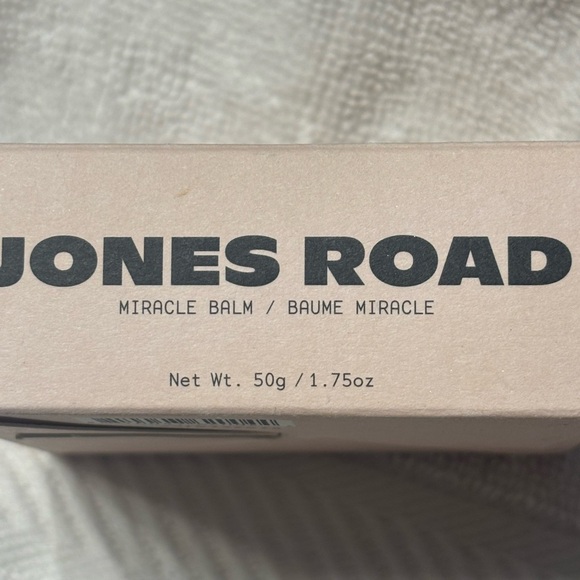 JONES ROAD
MIRACLE BALM / BAUME MIRACLE
Net Wt. 50g / 1.75oz